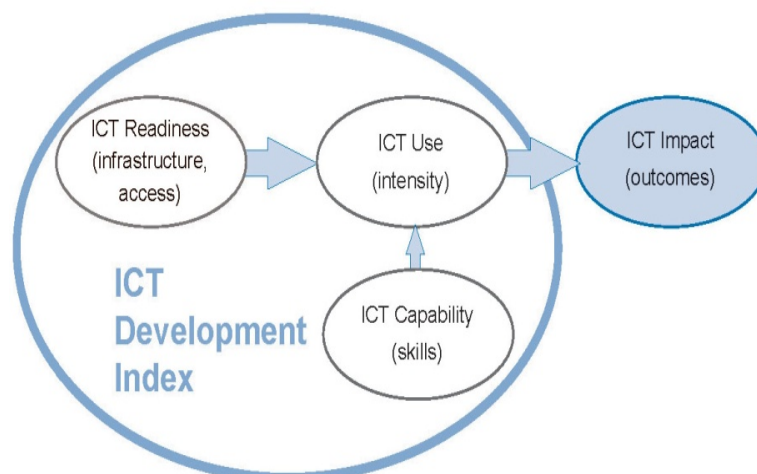 ICT Readiness
(infrastructure,
access)
ICT Use
(intensity)
ICT Impact
(outcomes)
ICT
Development
Index
ICT Capability
(skills)